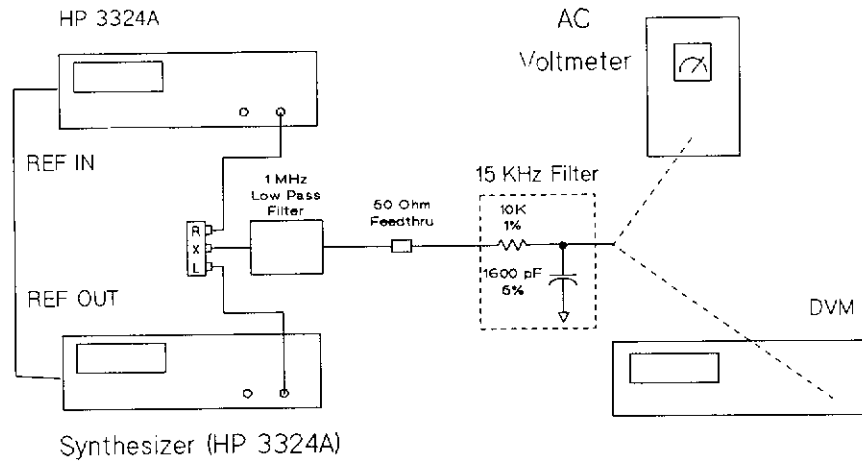 HP 3324A
AC
Voltmeter
REF IN
1 MHz
Low Pass
Filter
50 Ohm
Feedthru
15 KHz Filter
10K
1%
R
X
L
1600 pF
5%
REF OUT
DVM
Synthesizer (HP 3324A)